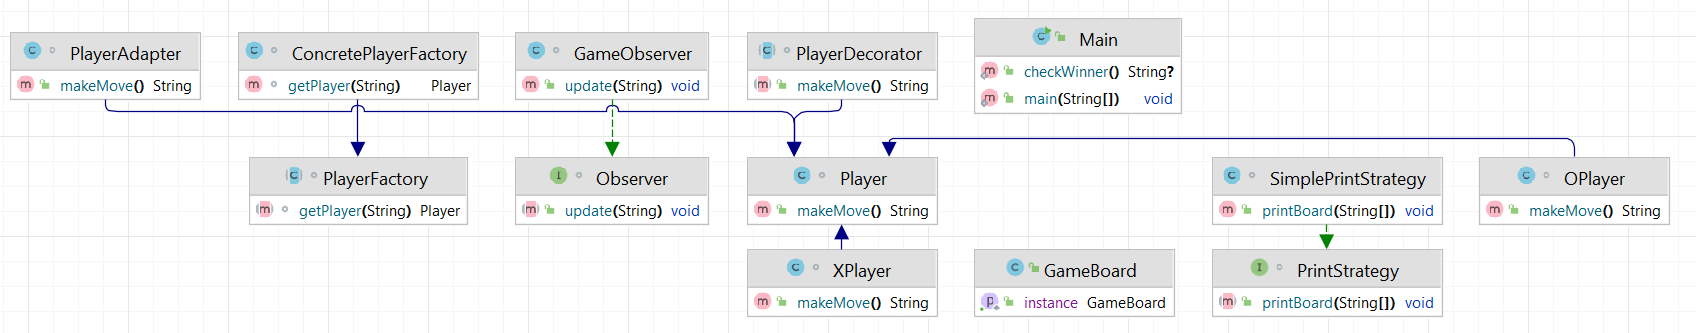 PlayerAdapter
makeMove() String
ConcretePlayerFactory
getPlayer(String) Player
GameObserver
update(String) void
PlayerDecorator
makeMove() String
Main
checkWinner() String?
main(String[]) void
PlayerFactory
getPlayer(String) Player
Observer
update(String) void
Player
makeMove() String
SimplePrintStrategy
printBoard(String[]) void
OPlayer
makeMove() String
XPlayer
makeMove() String
GameBoard
instance GameBoard
PrintStrategy
printBoard(String[]) void